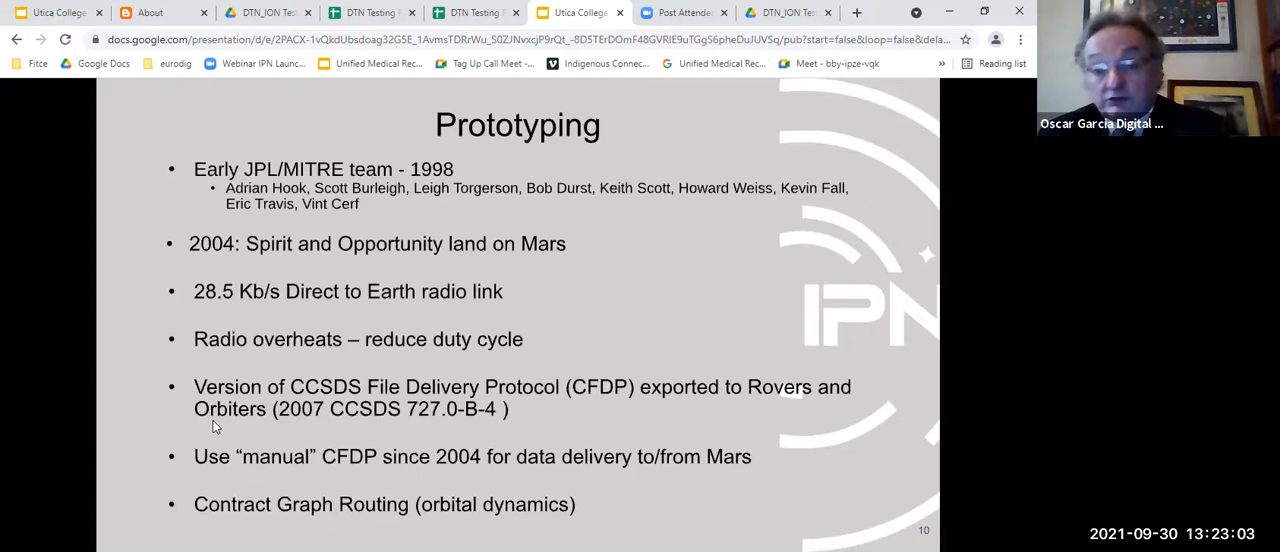 Utica College
About
DTN_ION Tes
DTN Testing F
DTN Testing F
Utica College
Post Attende
DTN_ION Tes
docs.google.com/presentation/d/e/2PACX-1vQkdUbsdoag32G5E_1AvmsTDRrWu_S0ZJNvxcjP9rQt_-8D5TErDOmF48GVRIE9uTGgS6pheDuJUVSq/pub?start=false&loop=false&dela...
Fitce
Google Docs
eurodig
Webinar IPN Launc...
Unified Medical Rec...
Tag Up Call Meet -...
Indigenous Connec...
Unified Medical Rec...
Meet - bby-ipze-vqk
»
Reading list
Oscar Garcia Digital ...
Prototyping
• Early JPL/MITRE team - 1998
• Adrian Hook, Scott Burleigh, Leigh Torgerson, Bob Durst, Keith Scott, Howard Weiss, Kevin Fall,
Eric Travis, Vint Cerf
• 2004: Spirit and Opportunity land on Mars
• 28.5 Kb/s Direct to Earth radio link
• Radio overheats – reduce duty cycle
• Version of CCSDS File Delivery Protocol (CFDP) exported to Rovers and
Orbiters (2007 CCSDS 727.0-B-4 )
• Use “manual” CFDP since 2004 for data delivery to/from Mars
• Contract Graph Routing (orbital dynamics)
IPN
10
2021-09-30 13:23:03